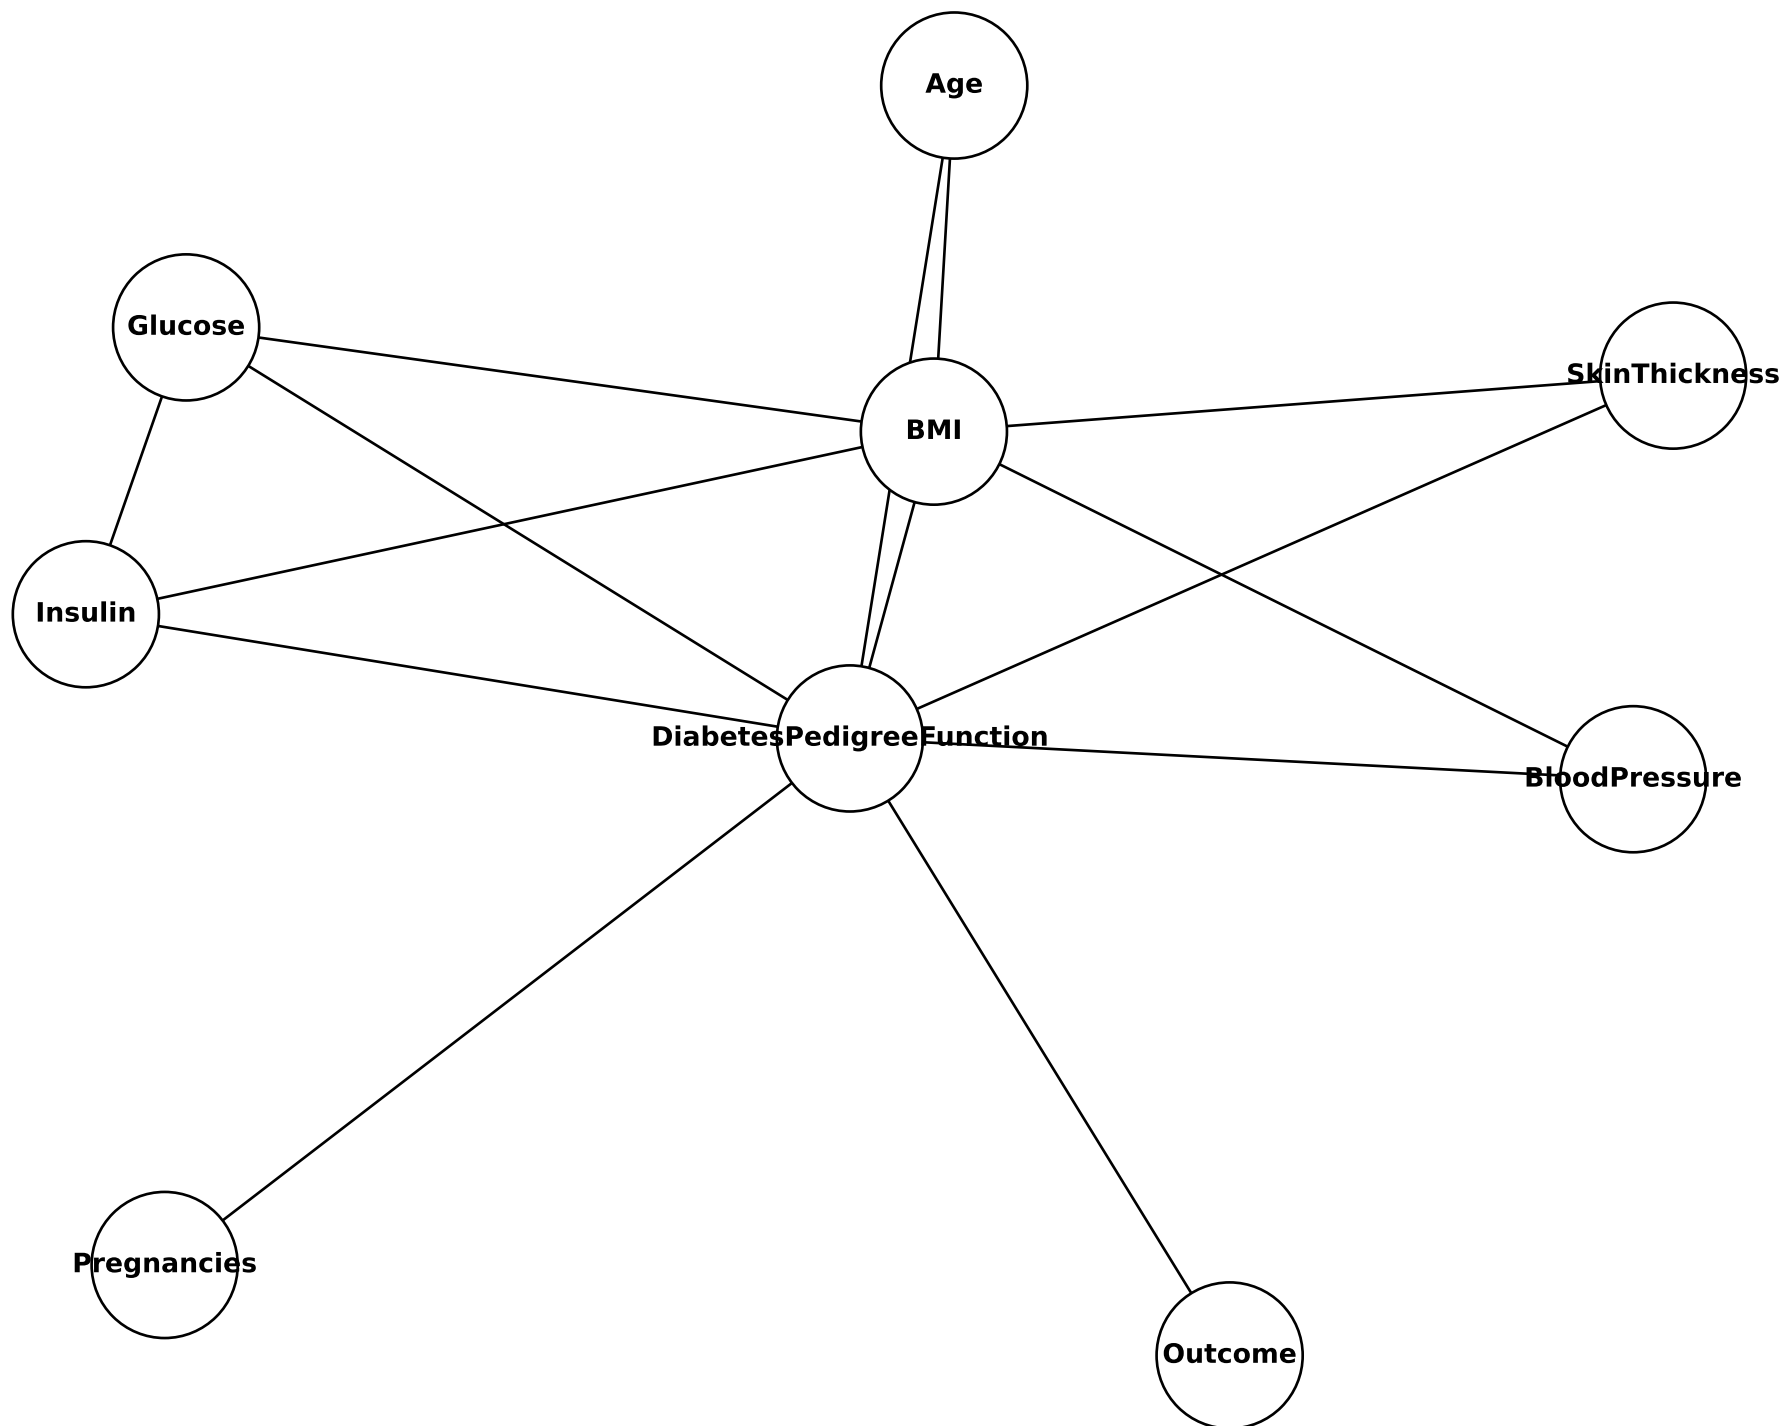 Age
Glucose
SkinThickness
BMI
Insulin
DiabetesPedigreeFunction
BloodPressure
Pregnancies
Outcome